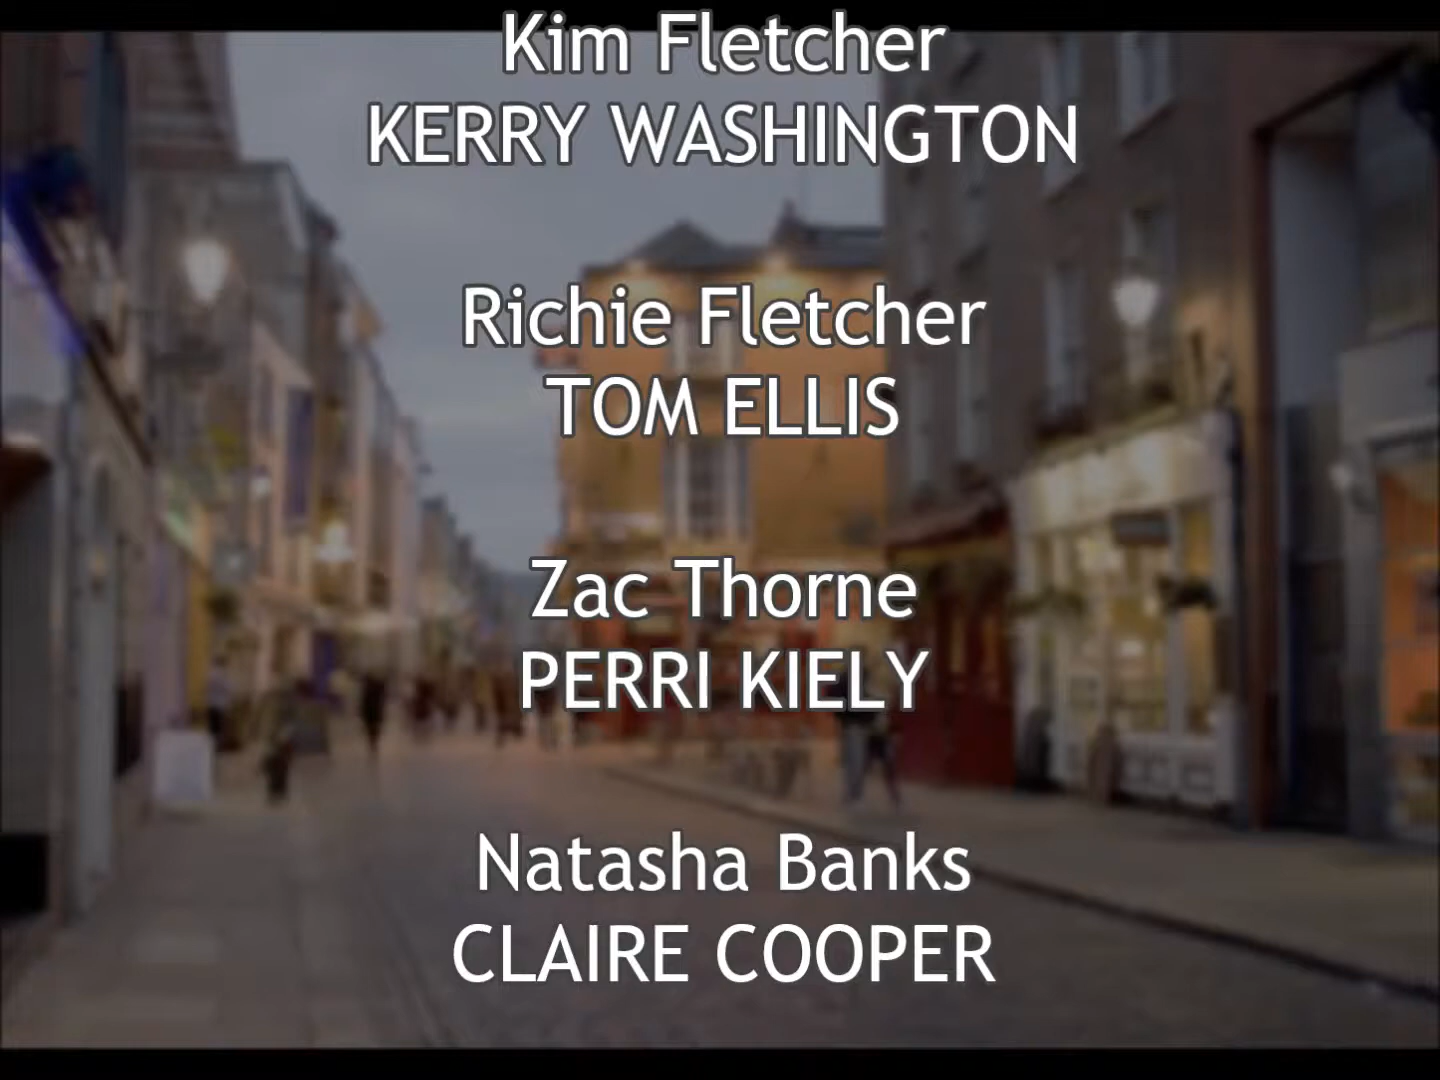 Kim Fletcher
KERRY WASHINGTON
Richie Fletcher
TOM ELLIS
Zac Thorne
PERRI KIELY
Natasha Banks
CLAIRE COOPER